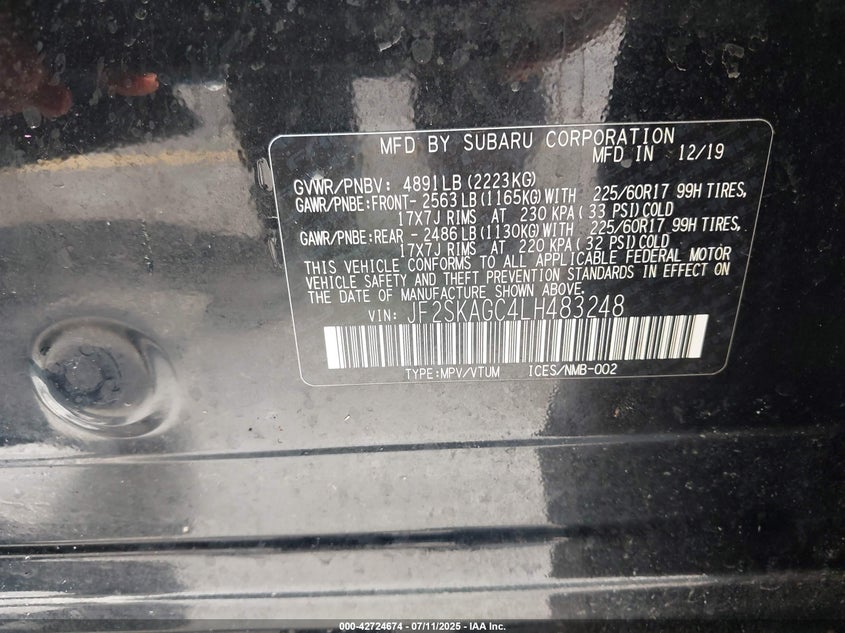 MFD BY SUBARU CORPORATION
MFD IN 12/19
GVWR/PNBV: 4891LB(2223KG)
GAWR/PNBE:FRONT- 2563LB(1165KG)WITH 225/60R17 99H TIRES,
17X7J RIMS AT 230 KPA(33 PSI)COLD
GAWR/PNBE:REAR - 2486LB(1130KG)WITH 225/60R17 99H TIRES,
17X7J RIMS AT 220 KPA(32 PSI)COLD
THIS VEHICLE CONFORMS TO ALL APPLICABLE FEDERAL MOTOR
VEHICLE SAFETY AND THEFT PREVENTION STANDARDS IN EFFECT ON
THE DATE OF MANUFACTURE SHOWN ABOVE.
VIN: JF2SKAGC4LH483248
TYPE:MPV/VTUM ICES/NMB-002
000-42724674 - 07/11/2025 - IAA Inc.